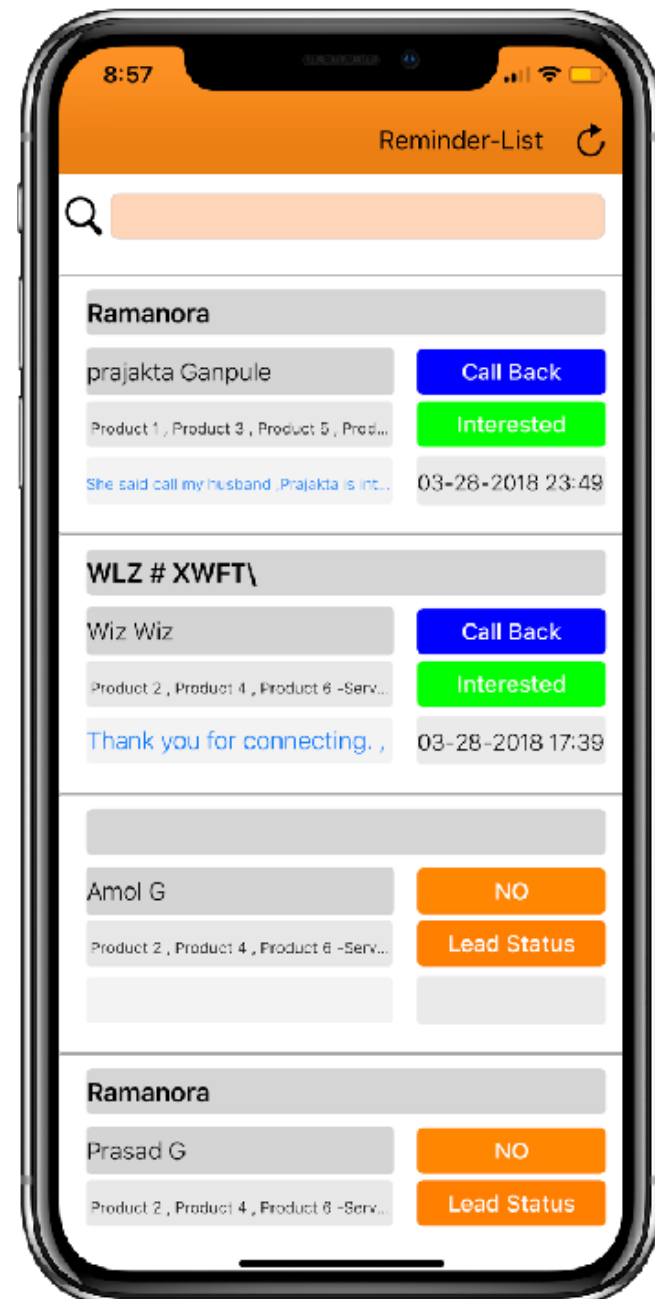 8:57
Reminder-List
Ramanora
prajakta Ganpule
Call Back
Product 1 , Product 3 , Product 5 , Prod...
Interested
She said call my husband ,Prajakta is int...
03-28-2018 23:49
WLZ # XWFT\
Wiz Wiz
Call Back
Product 2 , Product 4 , Product 6 -Serv...
Interested
Thank you for connecting. ,
03-28-2018 17:39
Amol G
NO
Product 2 , Product 4 , Product 6 -Serv...
Lead Status
Ramanora
Prasad G
NO
Product 2 , Product 4 , Product 6 -Serv...
Lead Status